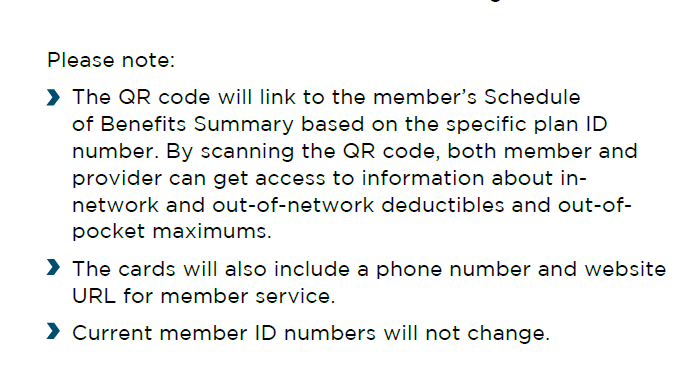 Please note:
The QR code will link to the member's Schedule
of Benefits Summary based on the specific plan ID
number. By scanning the QR code, both member and
provider can get access to information about in-
network and out-of-network deductibles and out-of-
pocket maximums.
The cards will also include a phone number and website
URL for member service.
Current member ID numbers will not change.